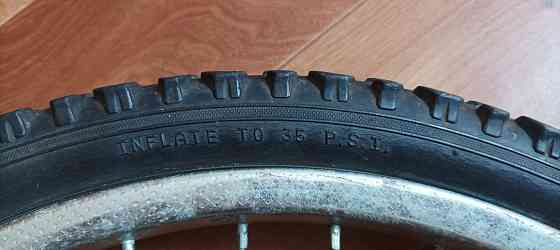 INFLATE TO 35 P.S.I.